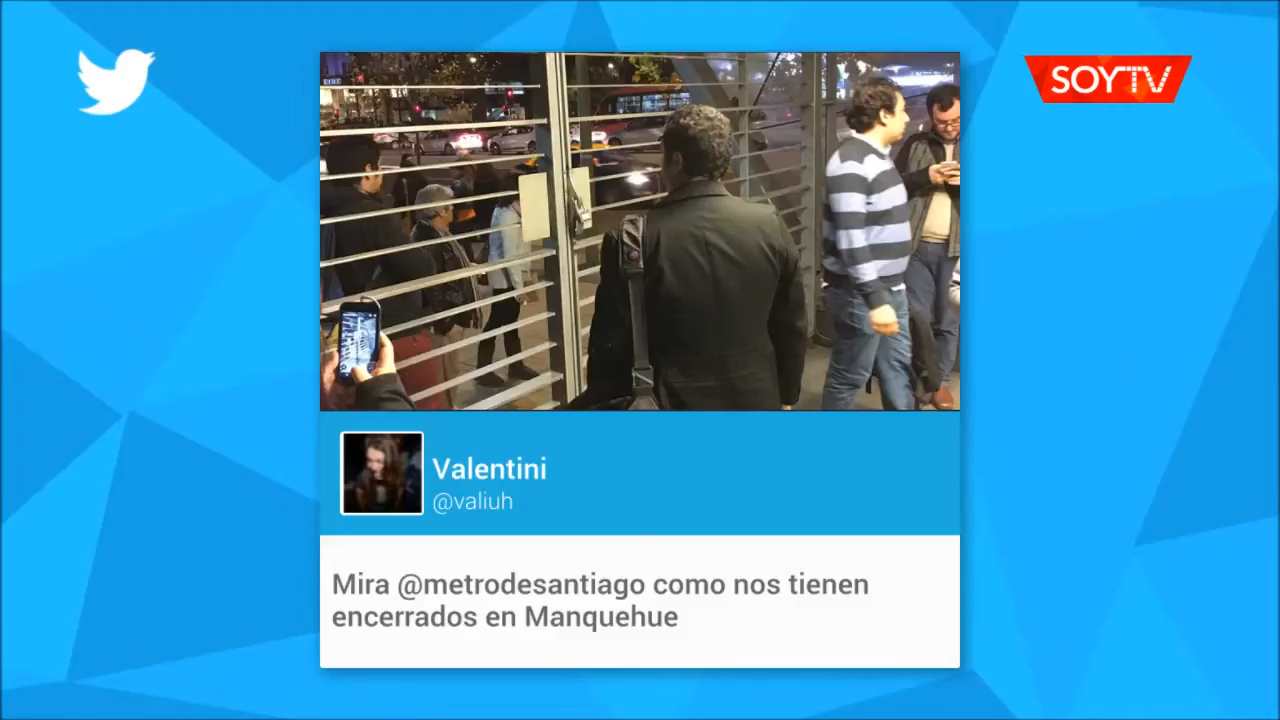 SOYTV
Valentini
@valiuh
Mira @metrodesantiago como nos tienen
encerrados en Manquehue